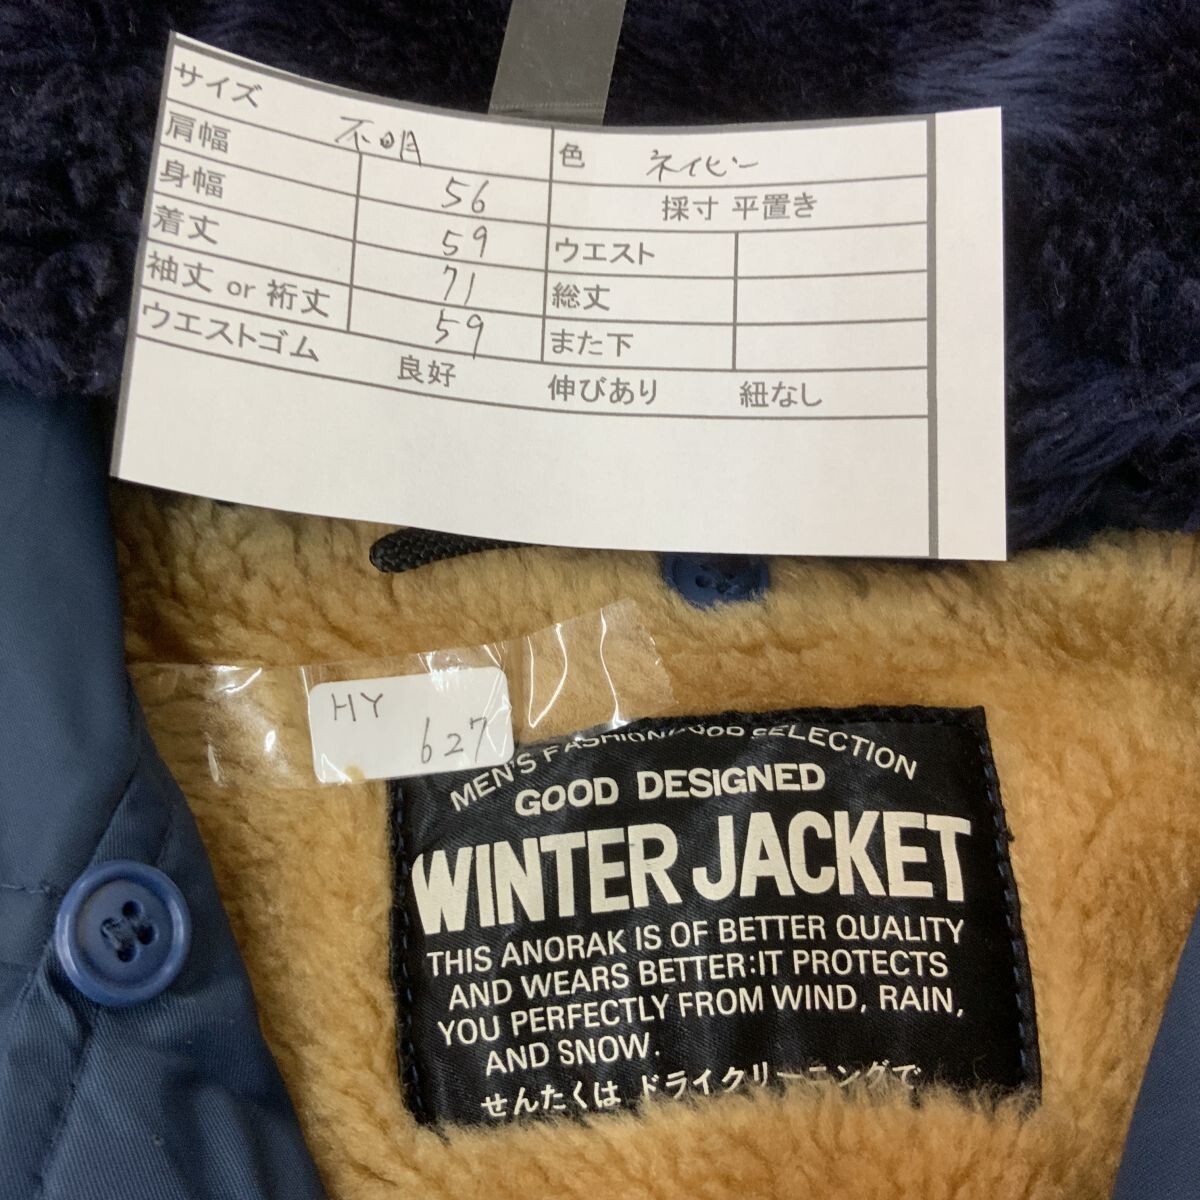 サイズ 不明 色 ネイビー
肩幅 56 採寸 平置き
身幅 59 ウエスト
着丈 71 総丈
袖丈 or 裄丈 59 また下
ウエストゴム 良好 伸びあり 紐なし
HY
627
MEN'S FASHION SELECTION
GOOD DESIGNED
WINTER JACKET
THIS ANORAK IS OF BETTER QUALITY
AND WEARS BETTER:IT PROTECTS
YOU PERFECTLY FROM WIND, RAIN,
AND SNOW.
せんたくは ドライクリーニングで